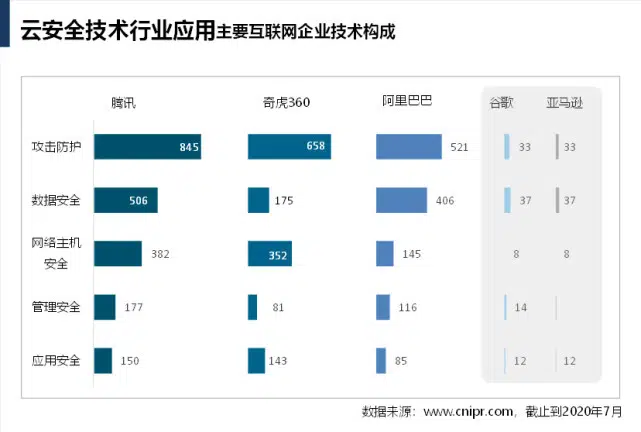 云安全技术行业应用主要互联网企业技术构成
腾讯 奇虎360 阿里巴巴 谷歌 亚马逊
攻击防护 845 658 521 33 33
数据安全 506 175 406 37 37
网络主机
安全 382 352 145 8 8
管理安全 177 81 116 14
应用安全 150 143 85 12 12
数据来源：www.cnipr.com，截止到2020年7月